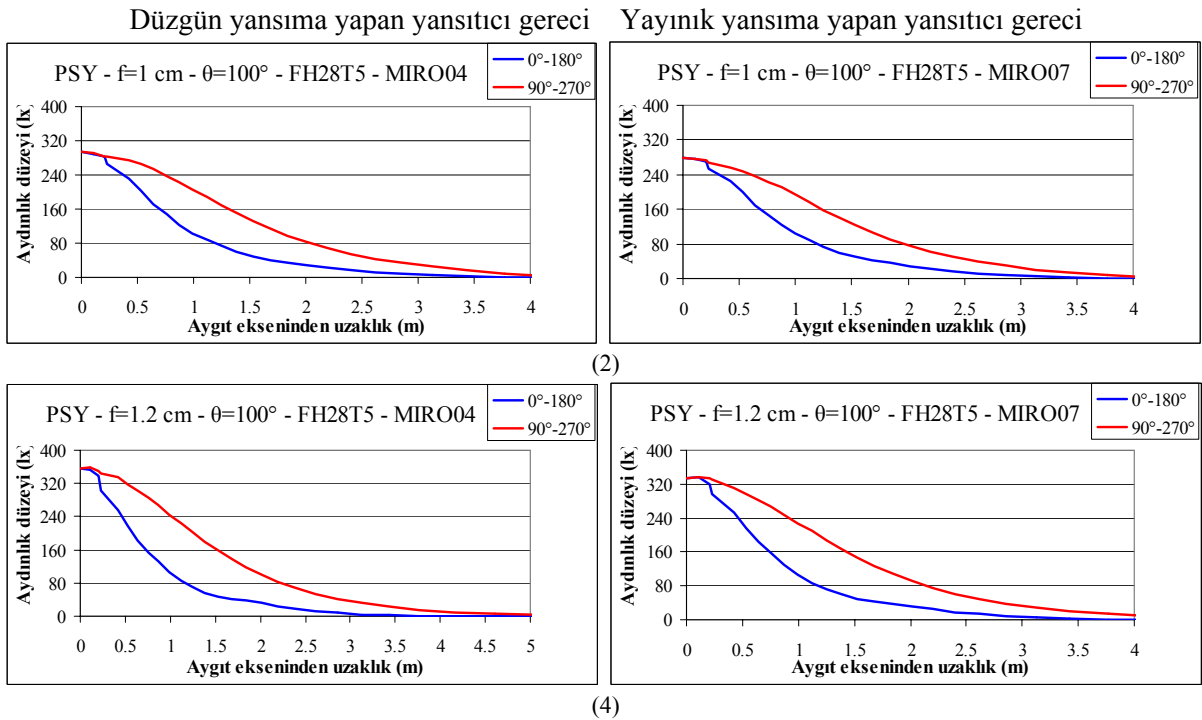 Düzgün yansıma yapan yansıtıcı gereci Yayınık yansıma yapan yansıtıcı gereci
PSY - f=1 cm - θ=100° - FH28T5 - MIRO04
0°-180°
90°-270°
Aydınlık düzeyi (lx)
400
320
240
160
80
0
0 0.5 1 1.5 2 2.5 3 3.5 4
Aygıt ekseninden uzaklık (m)
PSY - f=1 cm - θ=100° - FH28T5 - MIRO07
0°-180°
90°-270°
Aydınlık düzeyi (lx)
400
320
240
160
80
0
0 0.5 1 1.5 2 2.5 3 3.5 4
Aygıt ekseninden uzaklık (m)
(2)
PSY - f=1.2 cm - θ=100° - FH28T5 - MIRO04
0°-180°
90°-270°
Aydınlık düzeyi (lx)
400
320
240
160
80
0
0 0.5 1 1.5 2 2.5 3 3.5 4 4.5 5
Aygıt ekseninden uzaklık (m)
PSY - f=1.2 cm - θ=100° - FH28T5 - MIRO07
0°-180°
90°-270°
Aydınlık düzeyi (lx)
400
320
240
160
80
0
0 0.5 1 1.5 2 2.5 3 3.5 4
Aygıt ekseninden uzaklık (m)
(4)